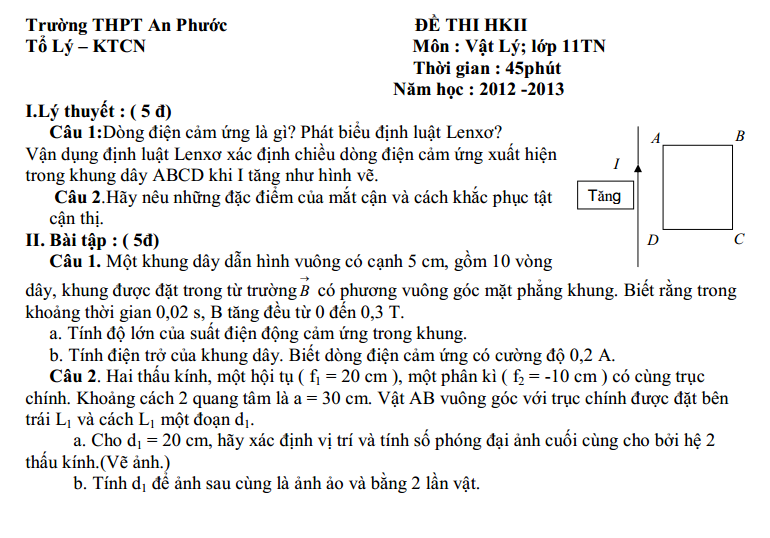 Trường THPT An Phước ĐỀ THI HKII
Tổ Lý – KTCN Môn : Vật Lý; lớp 11TN
Thời gian : 45phút
Năm học : 2012 -2013
I.Lý thuyết : ( 5 đ)
Câu 1:Dòng điện cảm ứng là gì? Phát biểu định luật Lenxơ?
Vận dụng định luật Lenxơ xác định chiều dòng điện cảm ứng xuất hiện
trong khung dây ABCD khi I tăng như hình vẽ.
Câu 2.Hãy nêu những đặc điểm của mắt cận và cách khắc phục tật
cận thị.
A B
I
Tăng
D C
II. Bài tập : ( 5đ)
Câu 1. Một khung dây dẫn hình vuông có cạnh 5 cm, gồm 10 vòng
dây, khung được đặt trong từ trường $\vec{B}$ có phương vuông góc mặt phẳng khung. Biết rằng trong
khoảng thời gian 0,02 s, B tăng đều từ 0 đến 0,3 T.
a. Tính độ lớn của suất điện động cảm ứng trong khung.
b. Tính điện trở của khung dây. Biết dòng điện cảm ứng có cường độ 0,2 A.
Câu 2. Hai thấu kính, một hội tụ ( f₁ = 20 cm ), một phân kì ( f₂ = -10 cm ) có cùng trục
chính. Khoảng cách 2 quang tâm là a = 30 cm. Vật AB vuông góc với trục chính được đặt bên
trái L₁ và cách L₁ một đoạn d₁.
a. Cho d₁ = 20 cm, hãy xác định vị trí và tính số phóng đại ảnh cuối cùng cho bởi hệ 2
thấu kính.(Vẽ ảnh.)
b. Tính d₁ để ảnh sau cùng là ảnh ảo và bằng 2 lần vật.